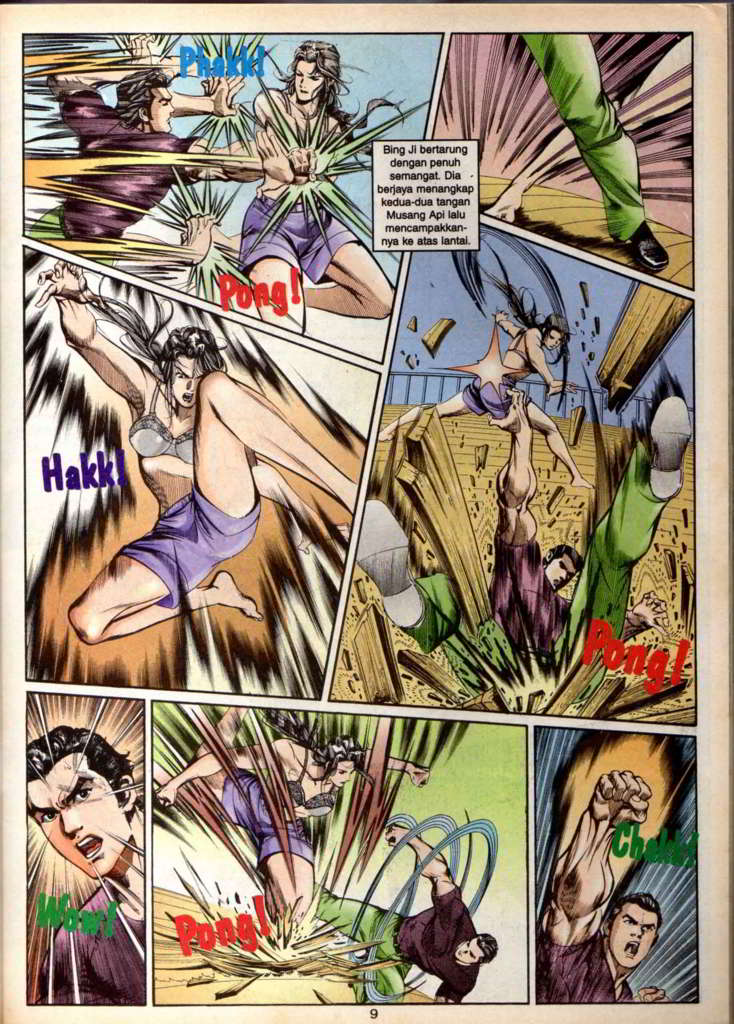 Phakk!
Bing Ji bertarung
dengan penuh
semangat. Dia
berjaya menangkap
kedua-dua tangan
Musang Api lalu
mencampakkan-
nya ke atas lantai.
Pong!
Hakk!
Pong!
Wow!
Pong!
Chakk!
9